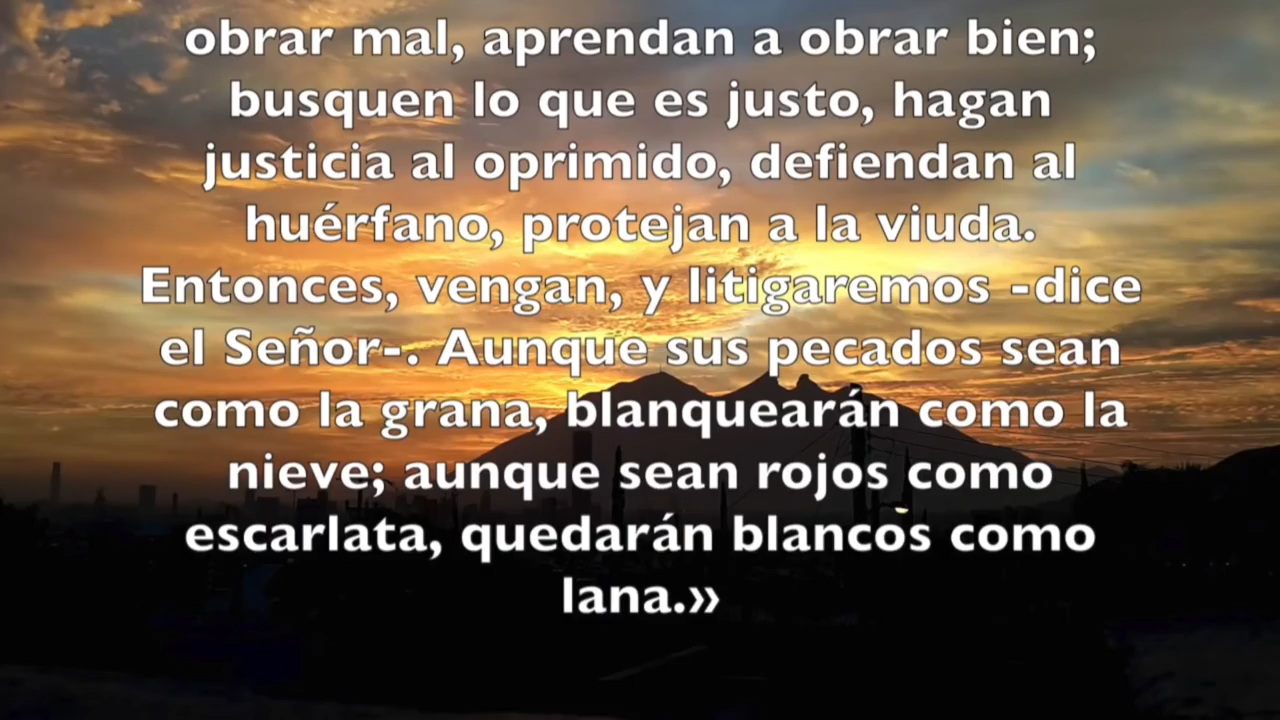 obrar mal, aprendan a obrar bien;
busquen lo que es justo, hagan
justicia al oprimido, defiendan al
huérfano, protejan a la viuda.
Entonces, vengan, y litigaremos -dice
el Señor-. Aunque sus pecados sean
como la grana, blanquearán como la
nieve; aunque sean rojos como
escarlata, quedarán blancos como
lana.»